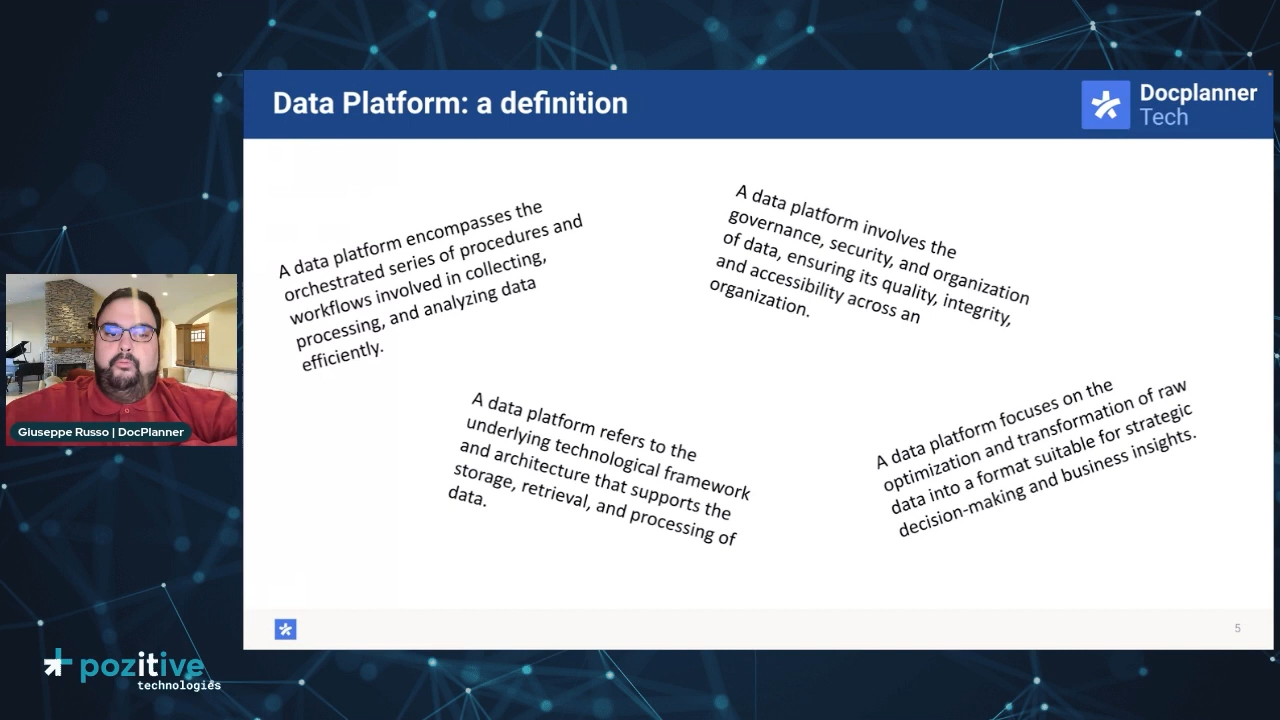 Data Platform: a definition
Docplanner
Tech
A data platform encompasses the
orchestrated series of procedures and
workflows involved in collecting,
processing, and analyzing data
efficiently.
A data platform involves the
governance, security, and organization
of data, ensuring its quality, integrity,
and accessibility across an
organization.
A data platform refers to the
underlying technological framework
and architecture that supports the
storage, retrieval, and processing of
data.
A data platform focuses on the
optimization and transformation of raw
data into a format suitable for strategic
decision-making and business insights.
Giuseppe Russo | DocPlanner
5
pozitive
technologies